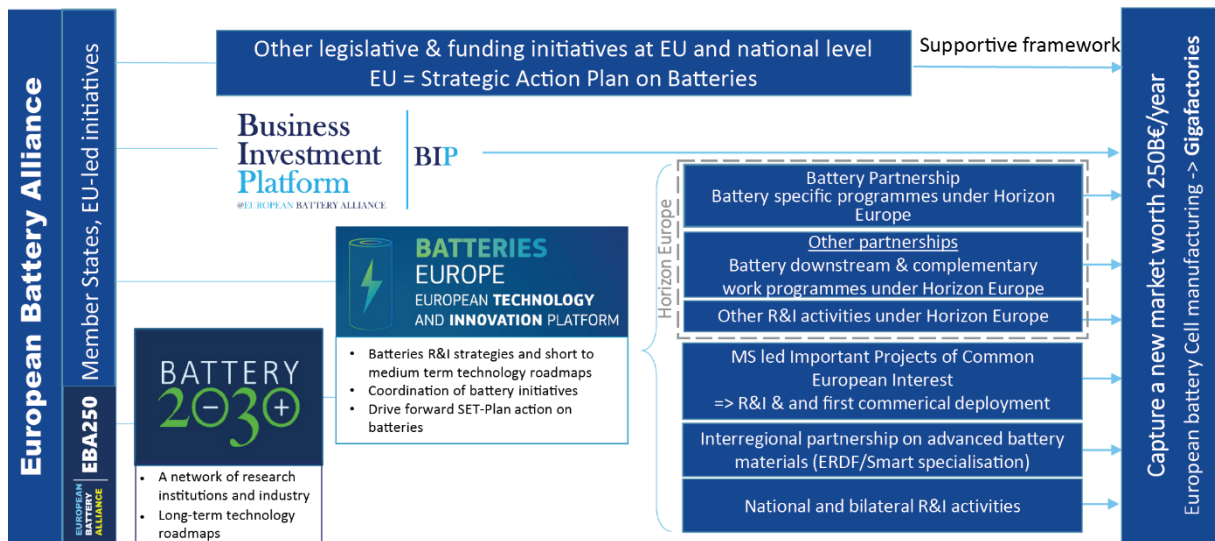 European Battery Alliance
Member States, EU-led initiatives
EBA250
EUROPEAN
BATTERY
ALLIANCE
Other legislative & funding initiatives at EU and national level
EU = Strategic Action Plan on Batteries
Supportive framework
Business
Investment
Platform
@EUROPEAN BATTERY ALLIANCE
BIP
BATTERIES
EUROPE
EUROPEAN TECHNOLOGY
AND INNOVATION PLATFORM
• Batteries R&I strategies and short to
medium term technology roadmaps
• Coordination of battery initiatives
• Drive forward SET-Plan action on
batteries
BATTERY
2030
• A network of research
institutions and industry
• Long-term technology
roadmaps
Horizon Europe
Battery Partnership
Battery specific programmes under Horizon
Europe
Other partnerships
Battery downstream & complementary
work programmes under Horizon Europe
Other R&I activities under Horizon Europe
MS led Important Projects of Common
European Interest
=> R&I & and first commerical deployment
Interregional partnership on advanced battery
materials (ERDF/Smart specialisation)
National and bilateral R&I activities
Capture a new market worth 250B€/year
European battery Cell manufacturing -> Gigafactories